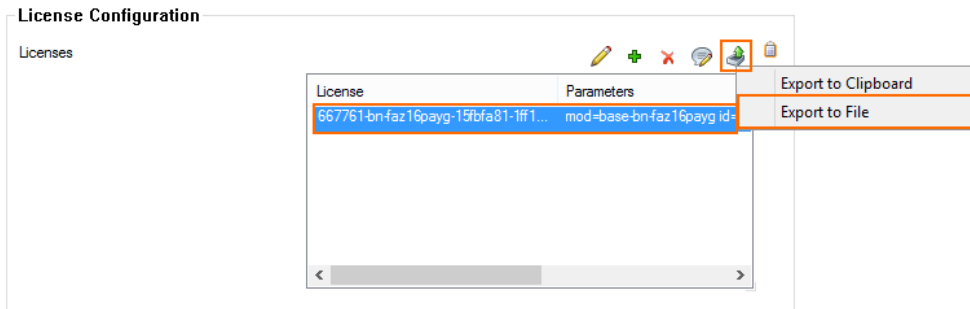 License Configuration
Licenses
Export to Clipboard
License Parameters
Export to File
667761-bn-faz16payg-15fbfa81-1ff1... mod=base-bn-faz16payg id=